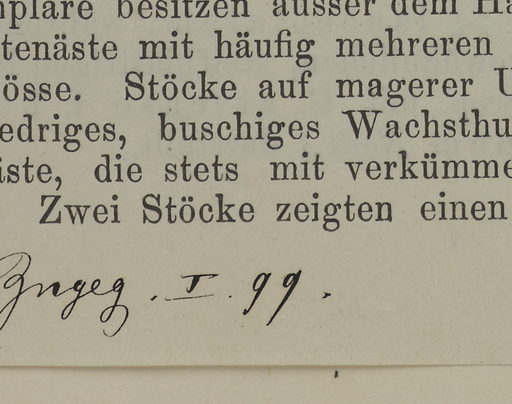 mplare besitzen ausser dem Ha
tenäste mit häufig mehreren
össe. Stöcke auf magerer U
edriges, buschiges Wachsthu
iste, die stets mit verkümme
Zwei Stöcke zeigten einen
I. 99.